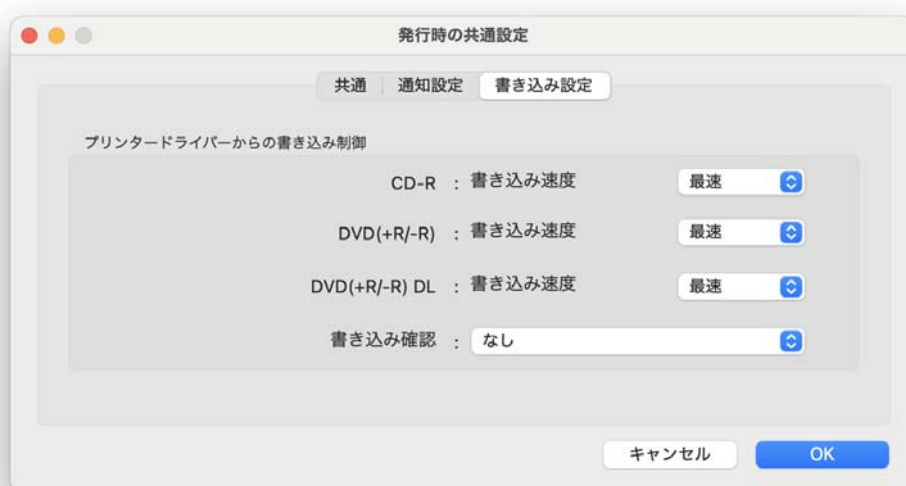 発行時の共通設定
共通 通知設定 書き込み設定
プリンタードライバーからの書き込み制御
CD-R : 書き込み速度 最速
DVD(+R/-R) : 書き込み速度 最速
DVD(+R/-R) DL : 書き込み速度 最速
書き込み確認 : なし
キャンセル OK